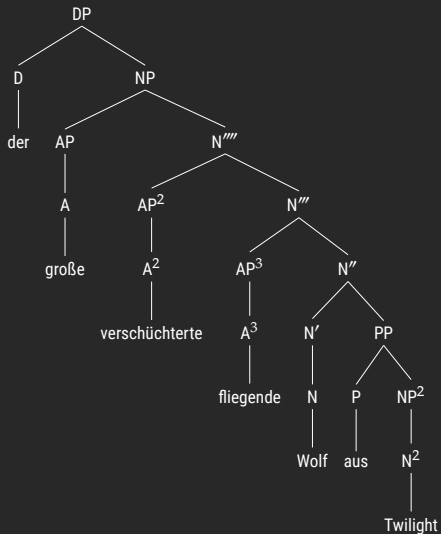 DP
D NP
der AP N′′′′
A AP² N′′′
große A² AP³ N′′
verschüchterte A³ N′ PP
fliegende N P NP²
Wolf aus N²
Twilight